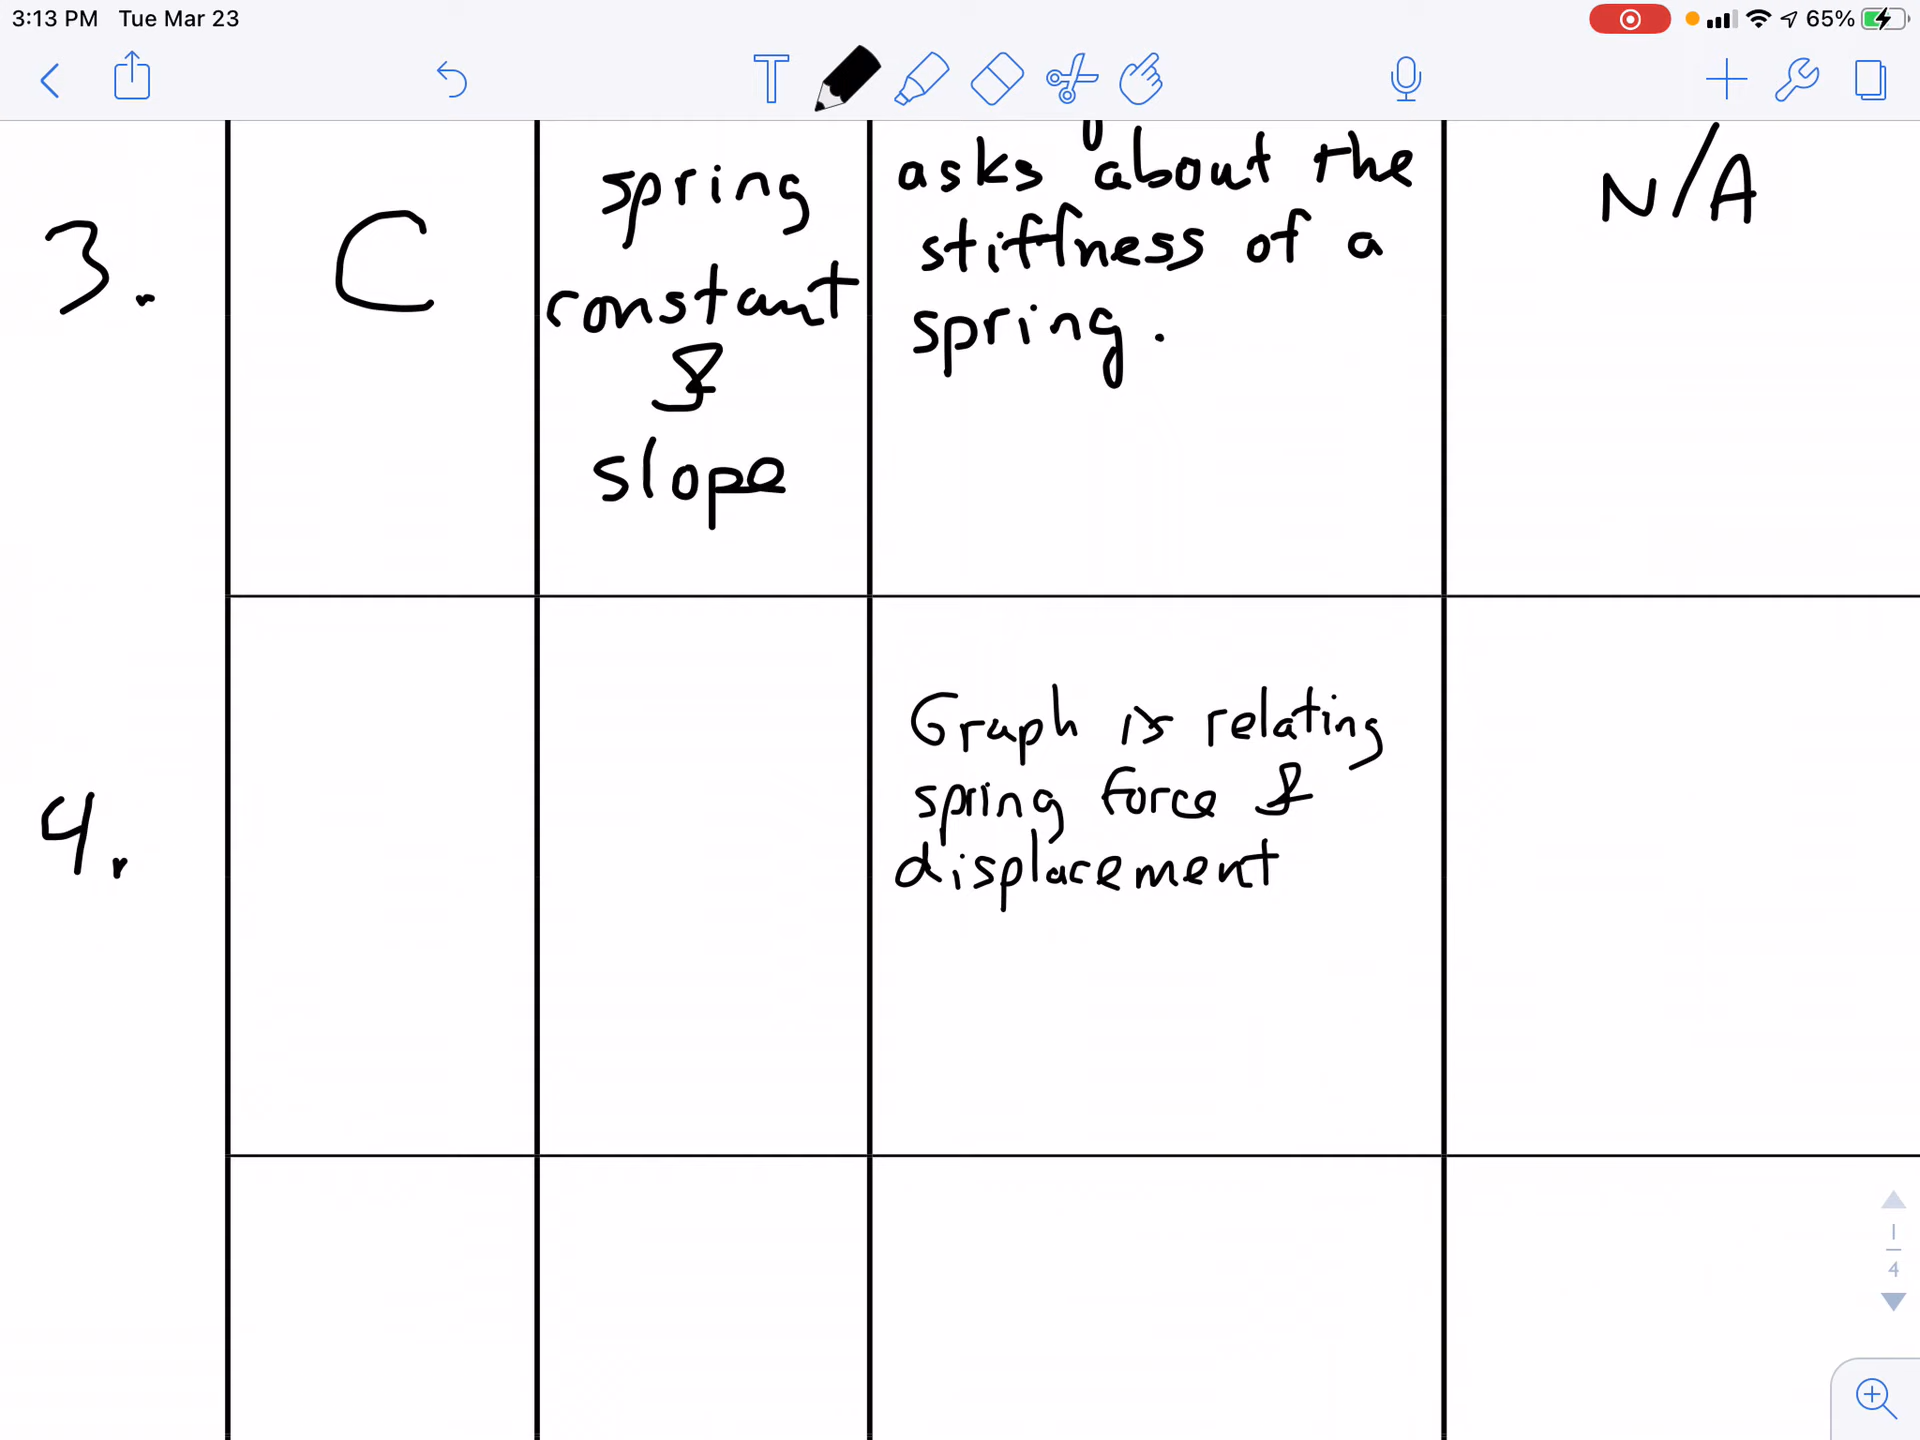 3:13 PM Tue Mar 23
65%
T
3.
C
spring
constant
&
slope
asks about the
stiffness of a
spring.
N/A
4.
Graph is relating
spring force &
displacement
1
4